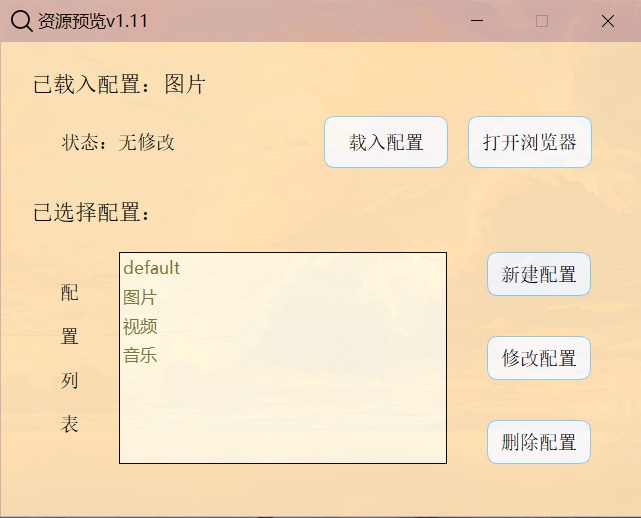 资源预览v1.11
已载入配置：图片
状态：无修改
载入配置
打开浏览器
已选择配置：
配置列表
default
图片
视频
音乐
新建配置
修改配置
删除配置